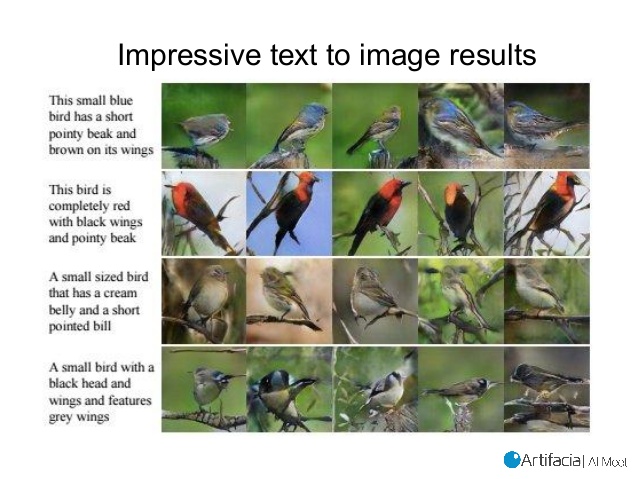 Impressive text to image results
This small blue
bird has a short
pointy beak and
brown on its wings
This bird is
completely red
with black wings
and pointy beak
A small sized bird
that has a cream
belly and a short
pointed bill
A small bird with a
black head and
wings and features
grey wings
Artifacia| AI Meet